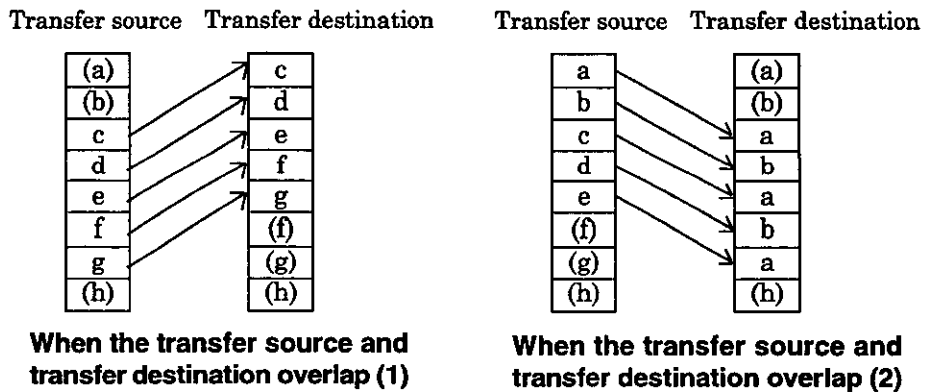 Transfer source Transfer destination
(a) c
(b) d
c e
d f
e g
f (f)
g (g)
(h) (h)
When the transfer source and
transfer destination overlap (1)
Transfer source Transfer destination
a (a)
b (b)
c a
d b
e a
(f) b
(g) a
(h) (h)
When the transfer source and
transfer destination overlap (2)